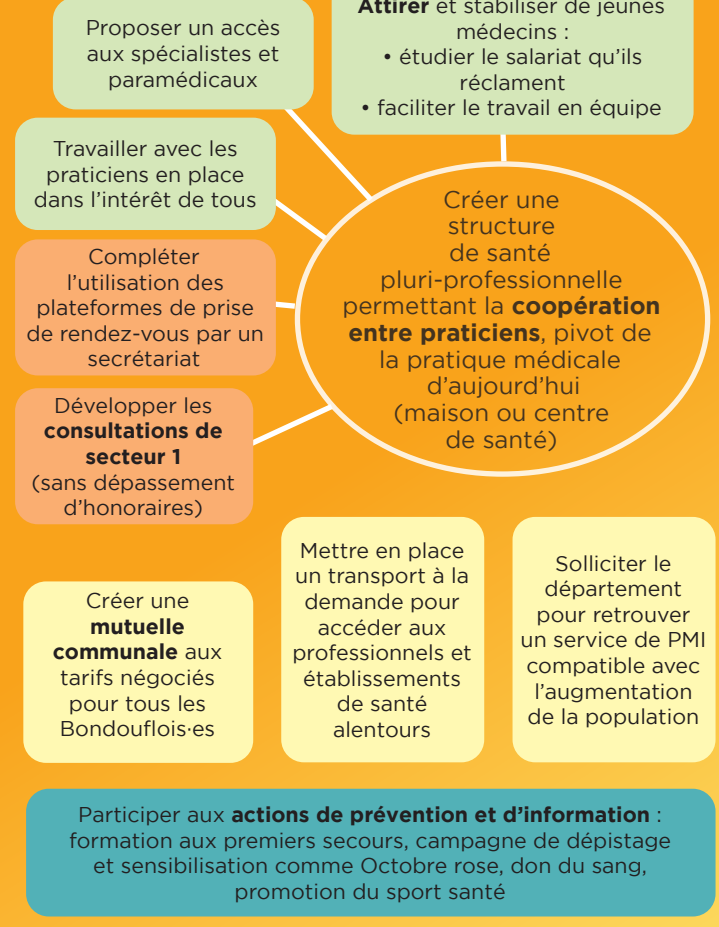 Proposer un accès
aux spécialistes et
paramédicaux
Attirer et stabiliser de jeunes
médecins :
• étudier le salariat qu'ils
réclament
• faciliter le travail en équipe
Travailler avec les
praticiens en place
dans l'intérêt de tous
Compléter
l'utilisation des
plateformes de prise
de rendez-vous par un
secrétariat
Développer les
consultations de
secteur 1
(sans dépassement
d'honoraires)
Créer une
structure
de santé
pluri-professionnelle
permettant la coopération
entre praticiens, pivot de
la pratique médicale
d'aujourd'hui
(maison ou centre
de santé)
Créer une
mutuelle
communale aux
tarifs négociés
pour tous les
Bondouflois·es
Mettre en place
un transport à la
demande pour
accéder aux
professionnels et
établissements
de santé
alentours
Solliciter le
département
pour retrouver
un service de PMI
compatible avec
l'augmentation
de la population
Participer aux actions de prévention et d'information :
formation aux premiers secours, campagne de dépistage
et sensibilisation comme Octobre rose, don du sang,
promotion du sport santé